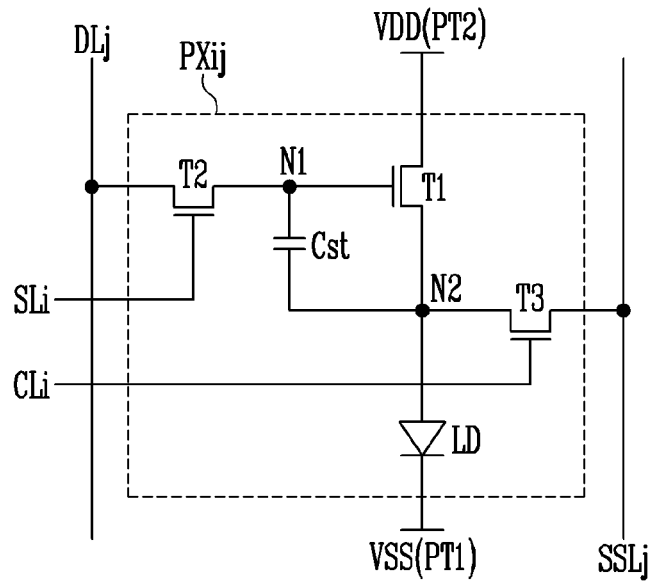 DLj
VDD(PT2)
PXij
T2
N1
T1
Cst
SLi
N2
T3
CLi
LD
VSS(PT1)
SSLj